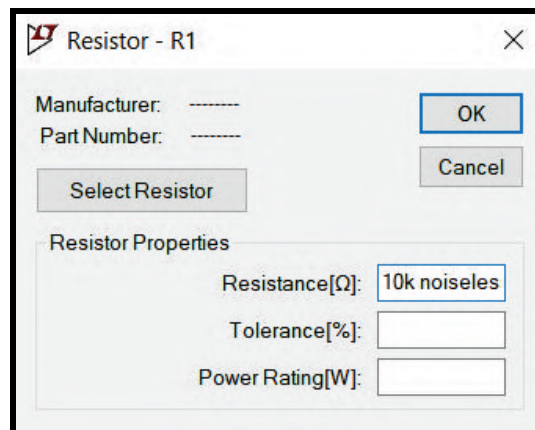 Resistor - R1
Manufacturer: --------
Part Number: --------
OK
Cancel
Select Resistor
Resistor Properties
Resistance[Ω]: 10k noiseles
Tolerance[%]:
Power Rating[W]: